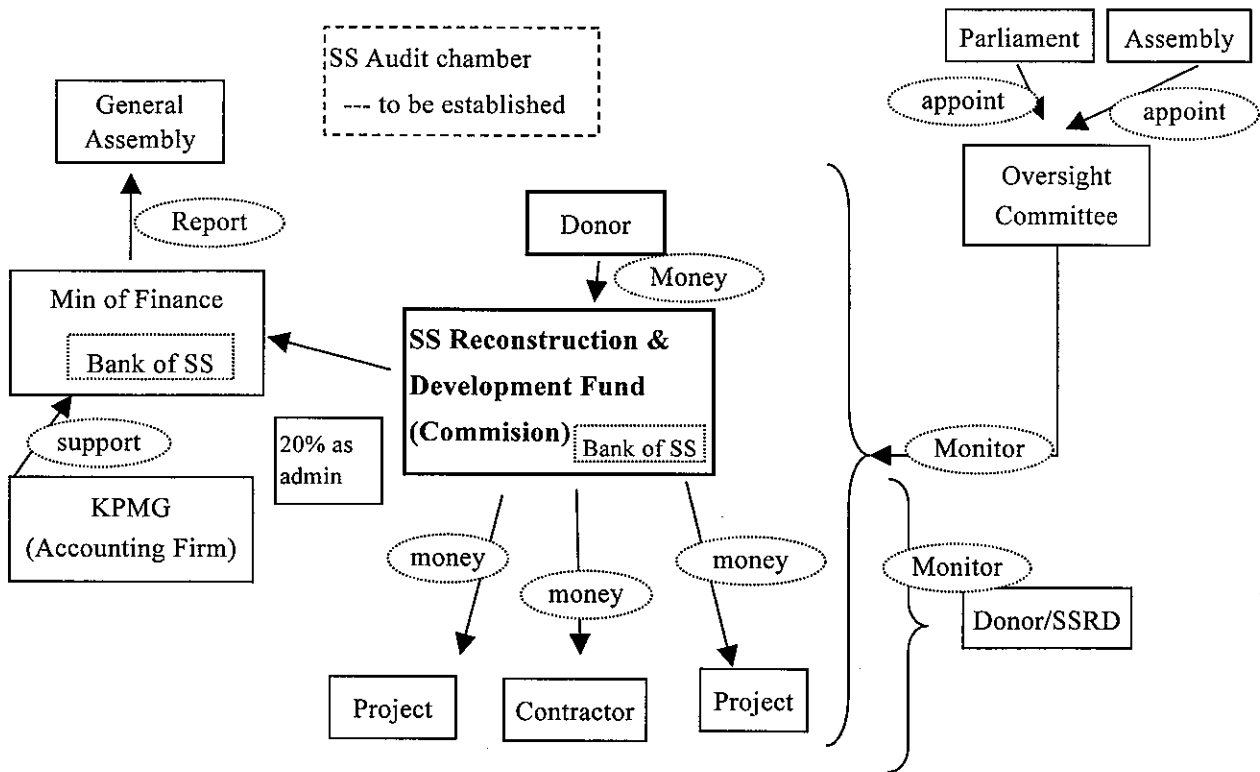 SS Audit chamber
--- to be established
Parliament
Assembly
appoint
appoint
General
Assembly
Oversight
Committee
Report
Donor
Money
Min of Finance
Bank of SS
SS Reconstruction &
Development Fund
(Commision)
Bank of SS
support
20% as
admin
Monitor
KPMG
(Accounting Firm)
money
money
money
Monitor
Donor/SSRD
Project
Contractor
Project